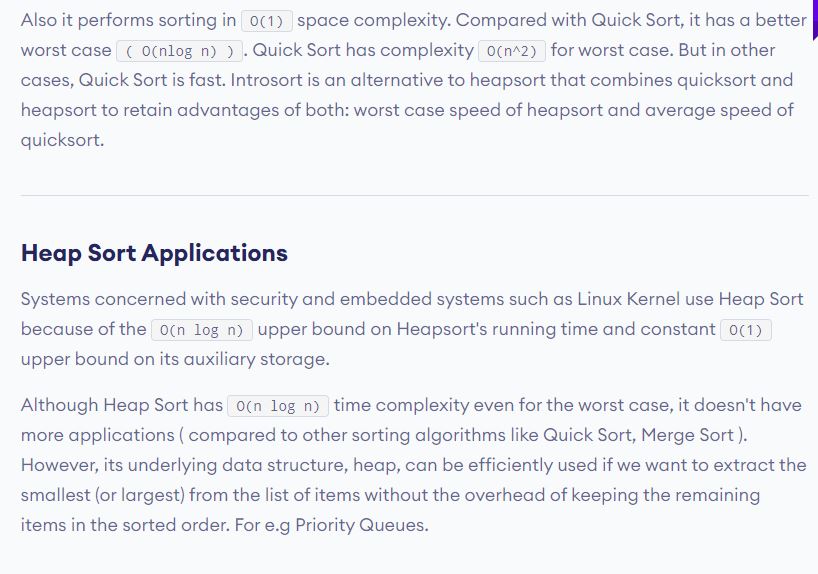 Also it performs sorting in O(1) space complexity. Compared with Quick Sort, it has a better
worst case ( O(nlog n) ). Quick Sort has complexity O(n^2) for worst case. But in other
cases, Quick Sort is fast. Introsort is an alternative to heapsort that combines quicksort and
heapsort to retain advantages of both: worst case speed of heapsort and average speed of
quicksort.
Heap Sort Applications
Systems concerned with security and embedded systems such as Linux Kernel use Heap Sort
because of the O(n log n) upper bound on Heapsort's running time and constant O(1)
upper bound on its auxiliary storage.
Although Heap Sort has O(n log n) time complexity even for the worst case, it doesn't have
more applications ( compared to other sorting algorithms like Quick Sort, Merge Sort ).
However, its underlying data structure, heap, can be efficiently used if we want to extract the
smallest (or largest) from the list of items without the overhead of keeping the remaining
items in the sorted order. For e.g Priority Queues.